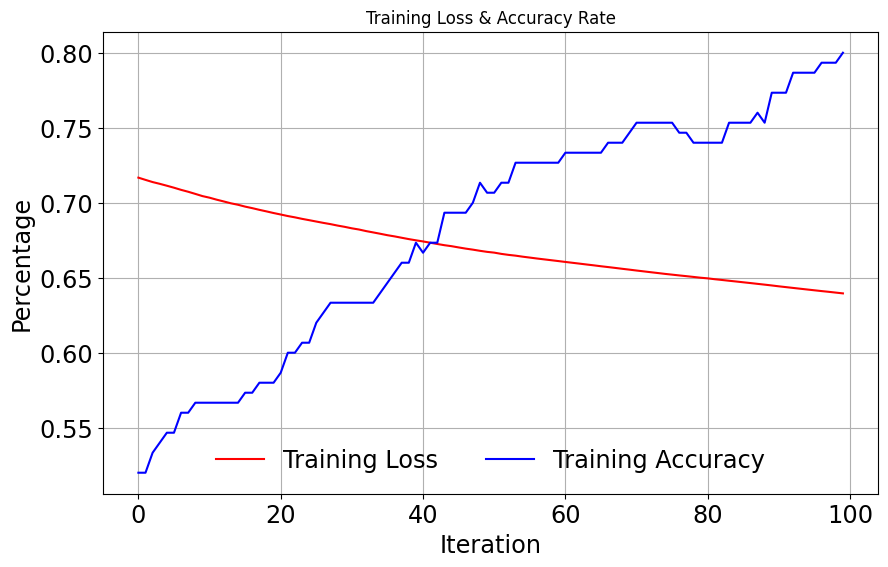 Training Loss & Accuracy Rate
0.80
0.75
0.70
0.65
0.60
0.55
Percentage
Training Loss
Training Accuracy
0 20 40 60 80 100
Iteration